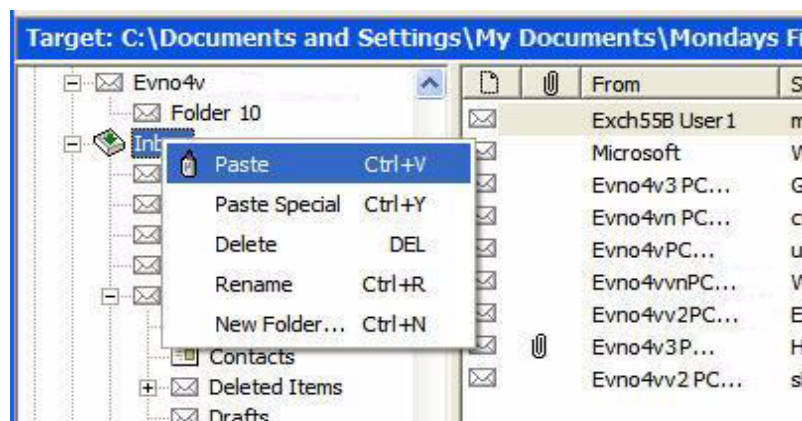 Target: C:\Documents and Settings\My Documents\Mondays Fi
Evno4v
Folder 10
Inb
Paste Ctrl+V
Paste Special Ctrl+Y
Delete DEL
Rename Ctrl+R
New Folder... Ctrl+N
Contacts
Deleted Items
Drafts
From S
Exch55B User1 m
Microsoft W
Evno4v3 PC... G
Evno4vn PC... c
Evno4vPC... u
Evno4vvnPC... W
Evno4vv2PC... E
Evno4v3P... H
Evno4vv2 PC... sl